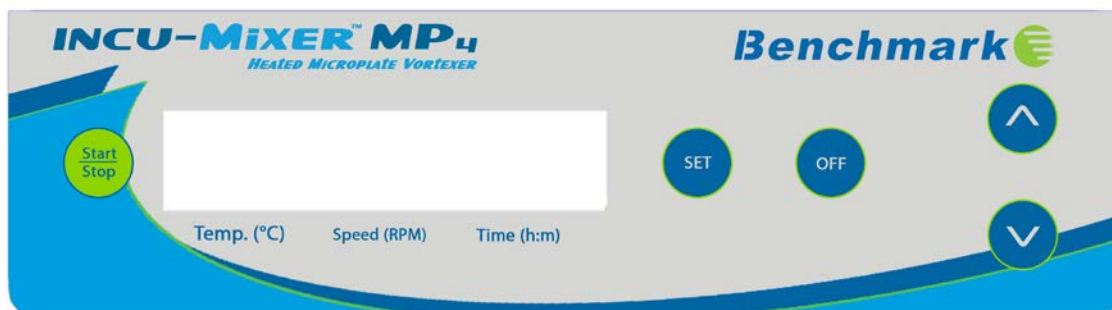 INCU-MiXER™ MP4
HEATED MICROPLATE VORTEXER
Benchmark
Start
Stop
SET
OFF
Temp. (°C) Speed (RPM) Time (h:m)